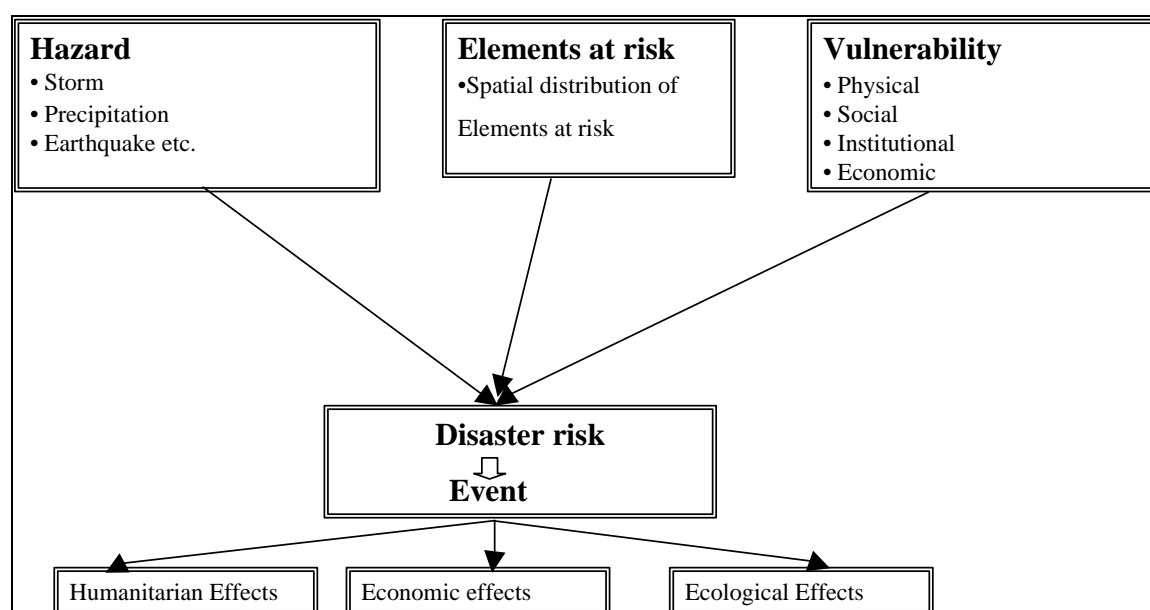 Hazard
• Storm
• Precipitation
• Earthquake etc.
Elements at risk
•Spatial distribution of
Elements at risk
Vulnerability
• Physical
• Social
• Institutional
• Economic
Disaster risk
Event
Humanitarian Effects
Economic effects
Ecological Effects